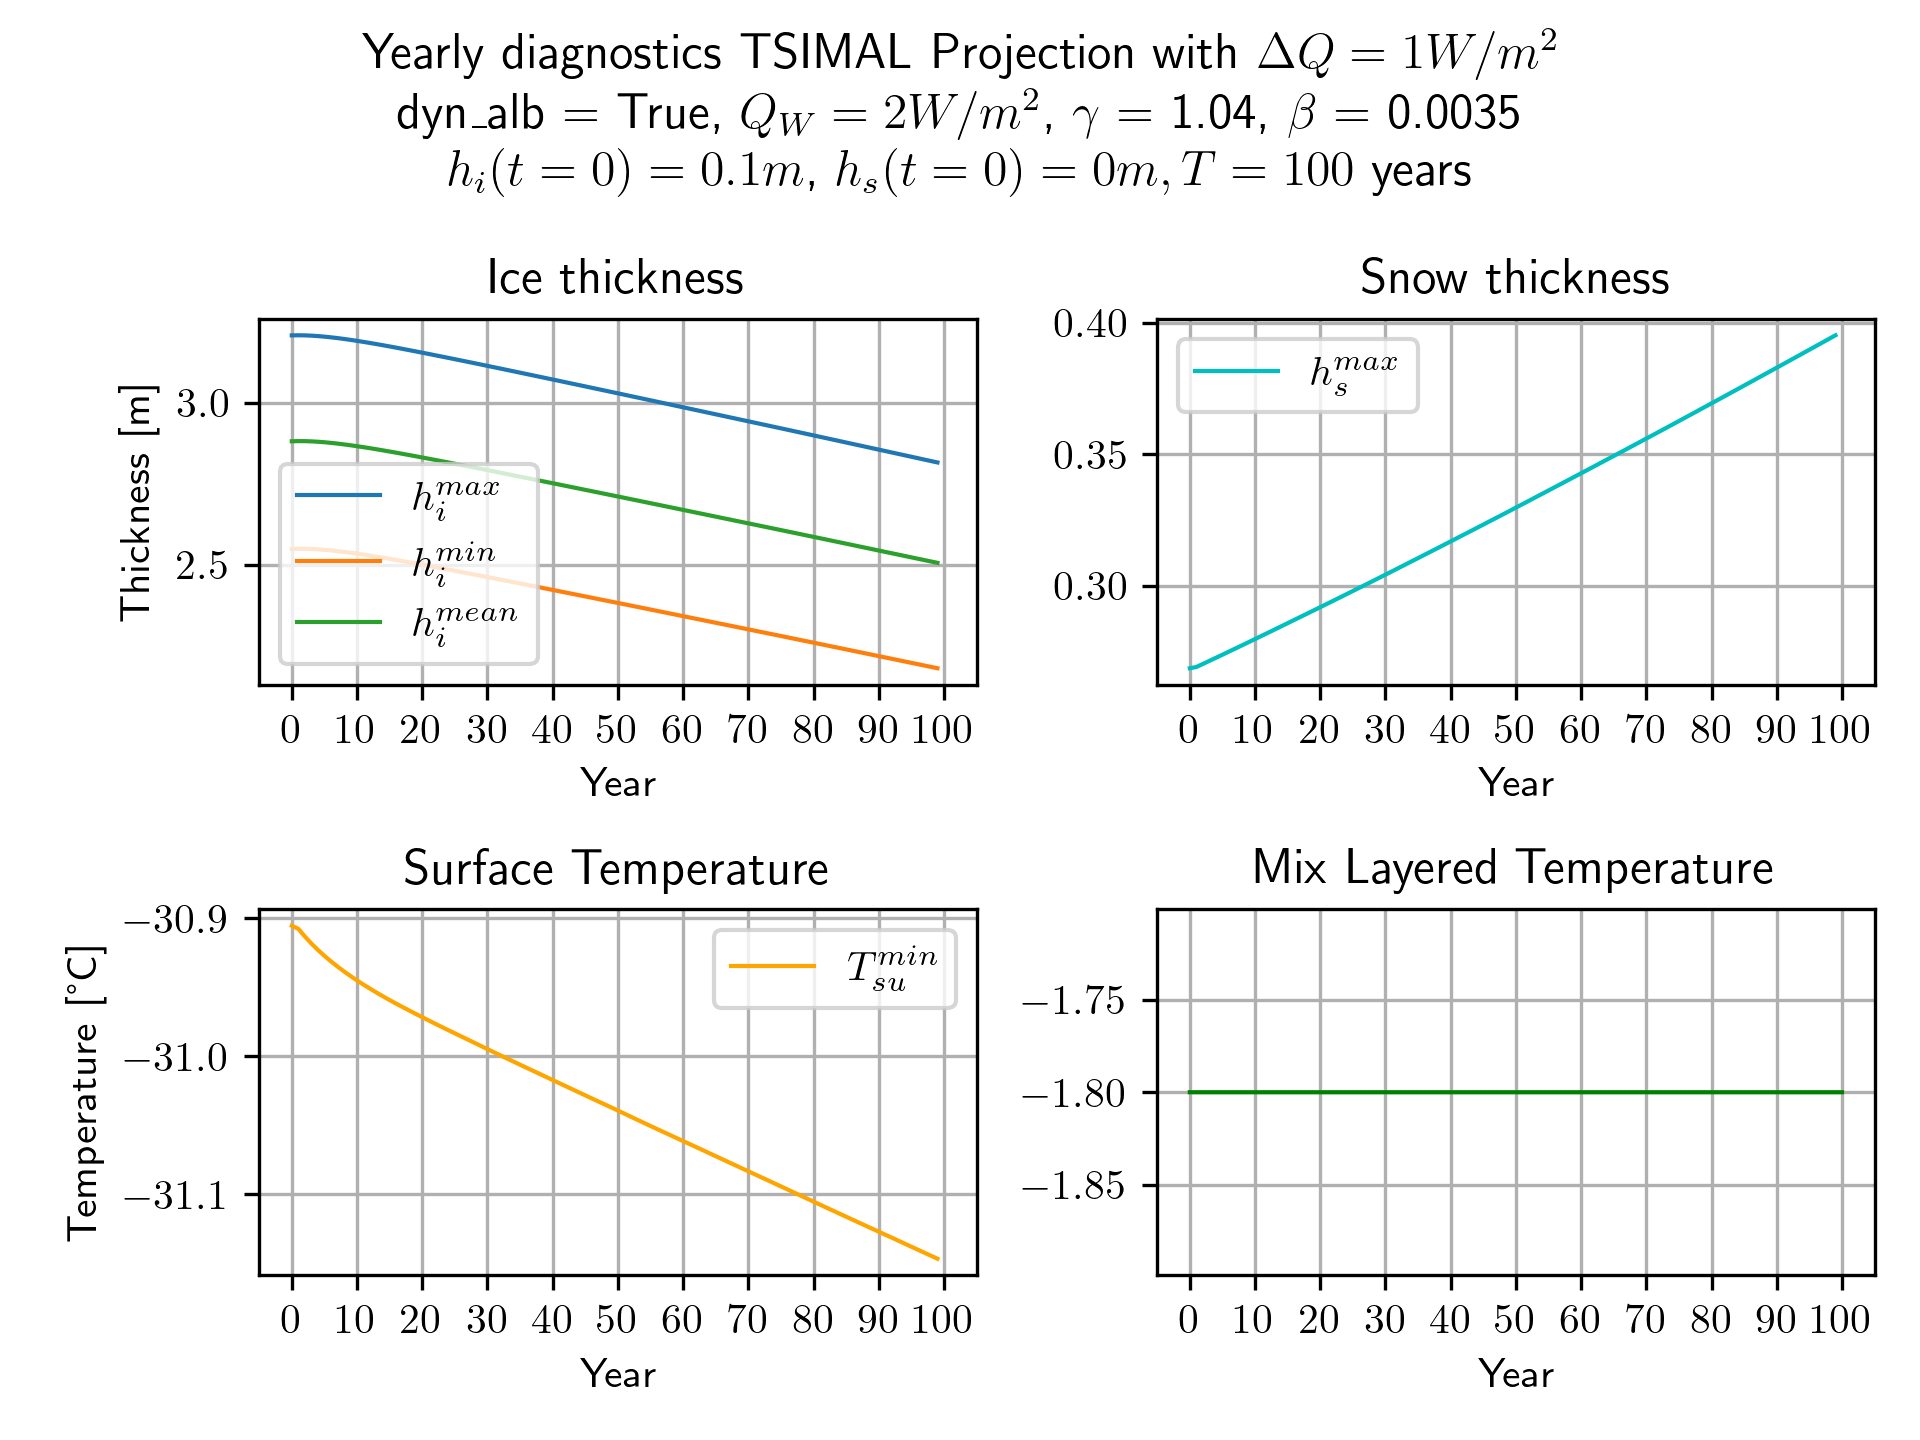 Yearly diagnostics TSIMAL Projection with ΔQ = 1W/m²
dyn_alb = True, Q_W = 2W/m², γ = 1.04, β = 0.0035
h_i(t = 0) = 0.1m, h_s(t = 0) = 0m, T = 100 years
Ice thickness
Thickness [m]
3.0
2.5
h_i^{max}
h_i^{min}
h_i^{mean}
0 10 20 30 40 50 60 70 80 90 100
Year
Snow thickness
0.40
0.35
0.30
h_s^{max}
0 10 20 30 40 50 60 70 80 90 100
Year
Surface Temperature
Temperature [°C]
−30.9
−31.0
−31.1
T_{su}^{min}
0 10 20 30 40 50 60 70 80 90 100
Year
Mix Layered Temperature
−1.75
−1.80
−1.85
0 10 20 30 40 50 60 70 80 90 100
Year